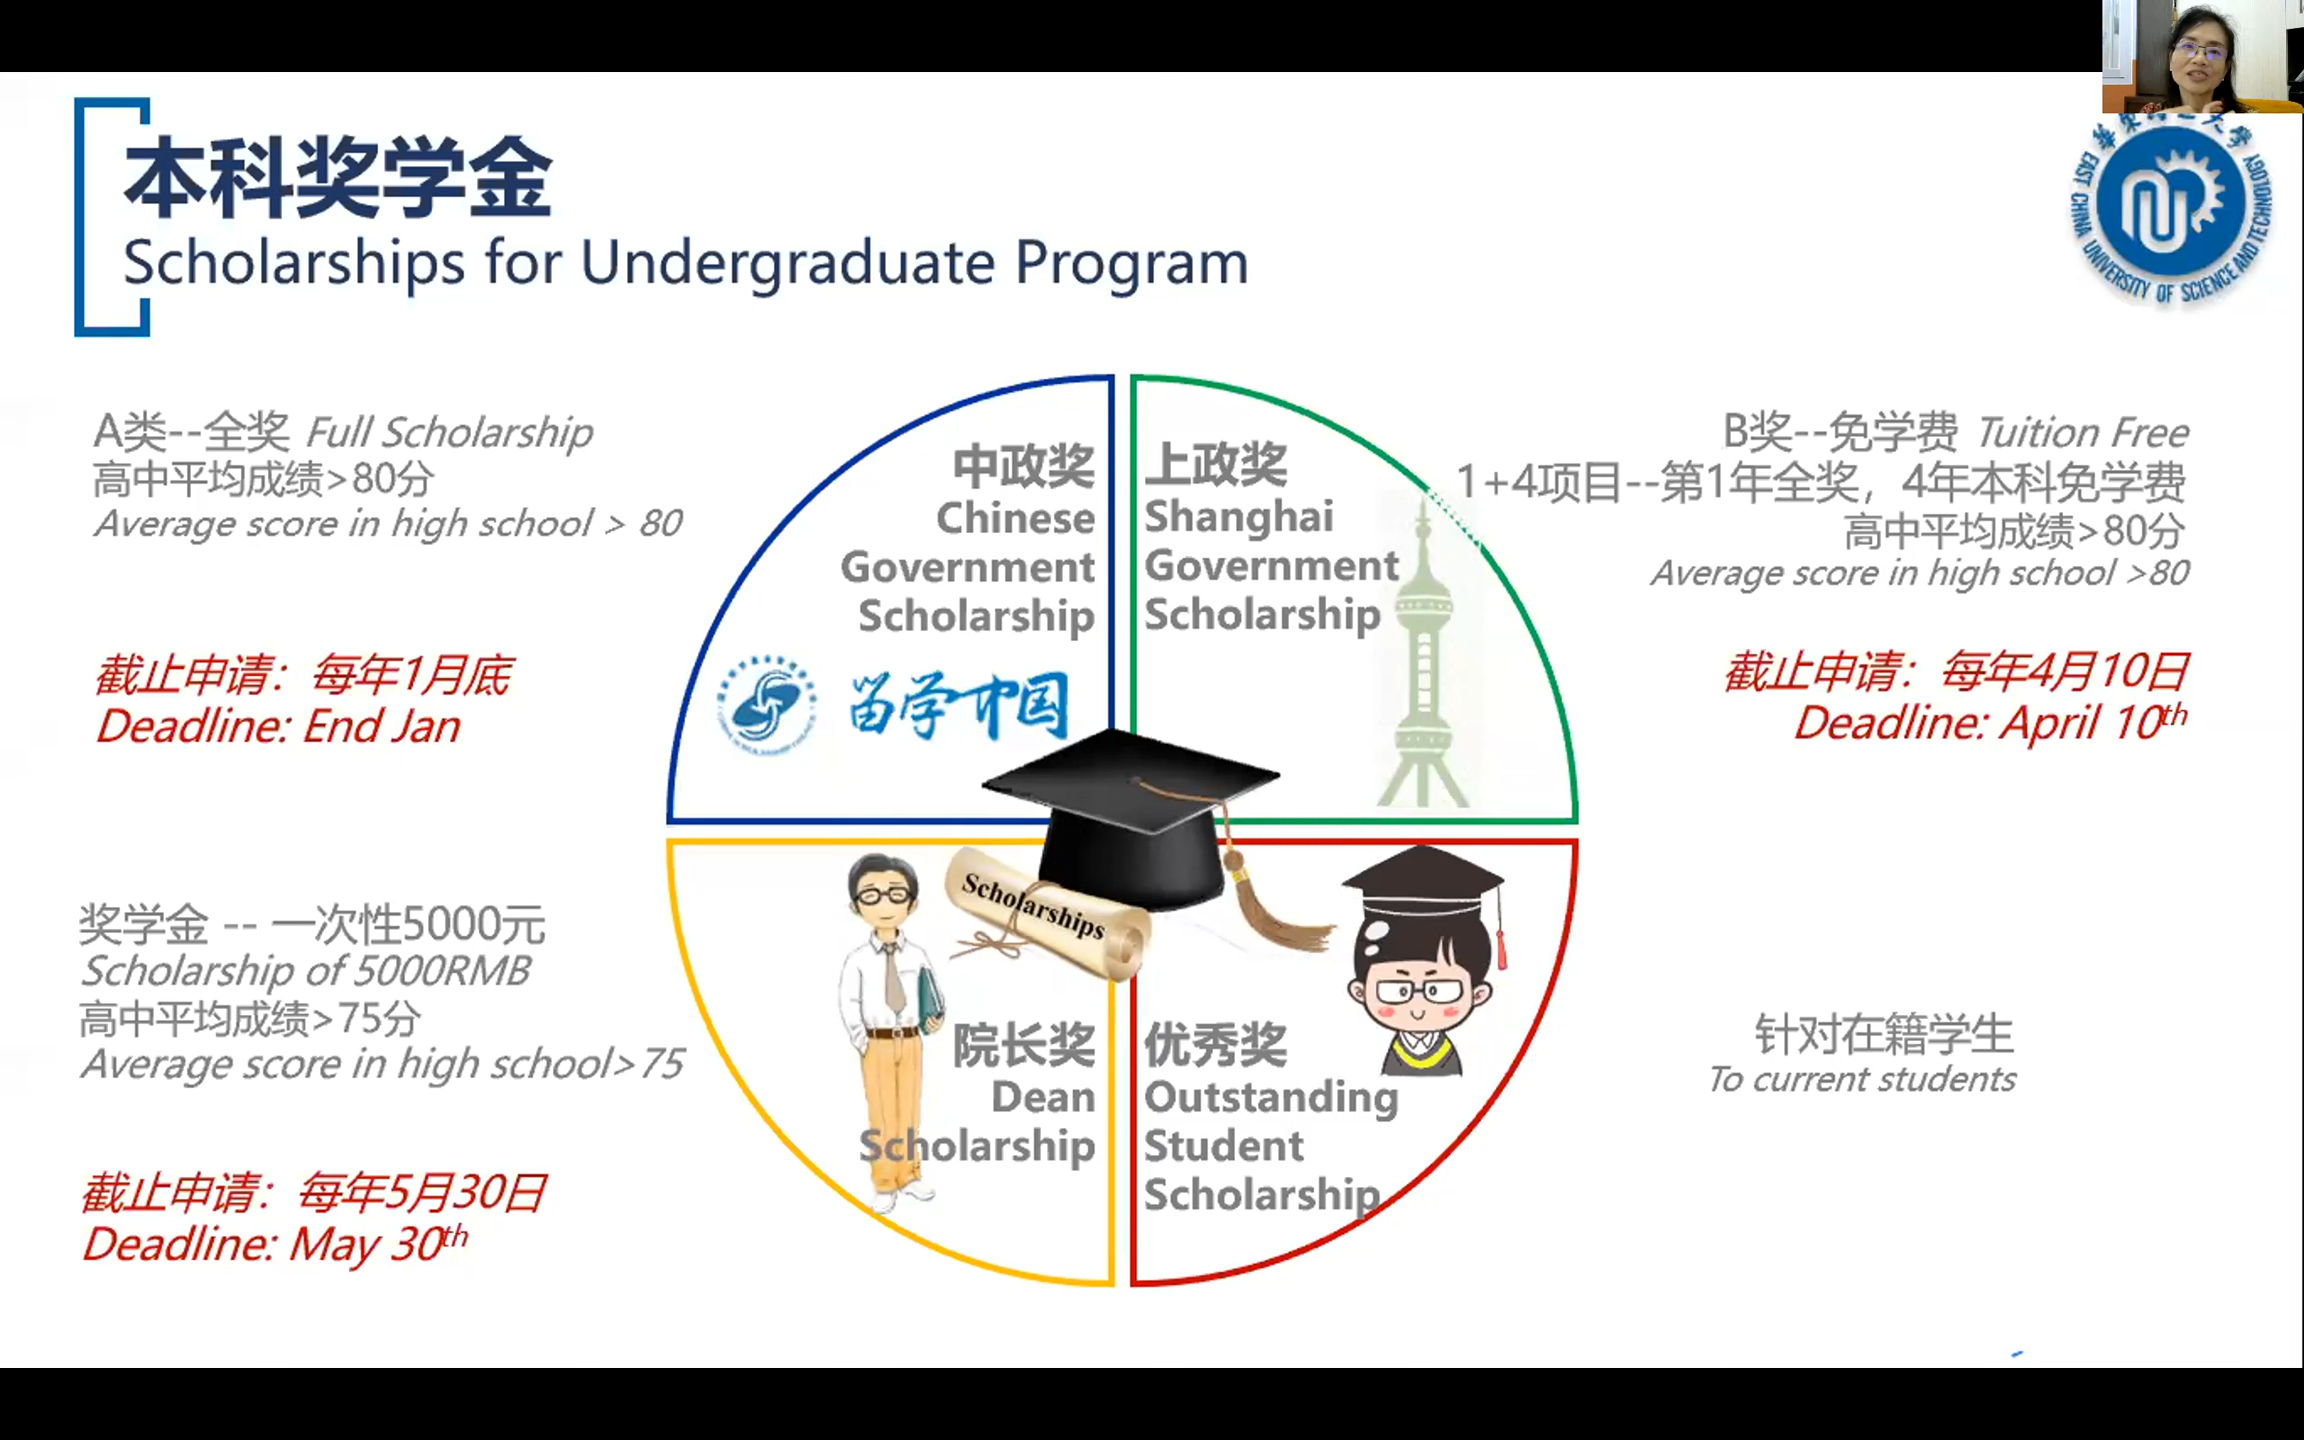 本科奖学金
Scholarships for Undergraduate Program
EAST CHINA UNIVERSITY OF SCIENCE AND TECHNOLOGY
A类--全奖 Full Scholarship
高中平均成绩>80分
Average score in high school > 80
截止申请：每年1月底
Deadline: End Jan
中政奖
Chinese
Government
Scholarship
留学中国
上政奖
Shanghai
Government
Scholarship
B奖--免学费 Tuition Free
1+4项目--第1年全奖，4年本科免学费
高中平均成绩>80分
Average score in high school >80
截止申请：每年4月10日
Deadline: April 10th
奖学金 -- 一次性5000元
Scholarship of 5000RMB
高中平均成绩>75分
Average score in high school>75
截止申请：每年5月30日
Deadline: May 30th
Scholarships
院长奖
Dean
Scholarship
优秀奖
Outstanding
Student
Scholarship
针对在籍学生
To current students